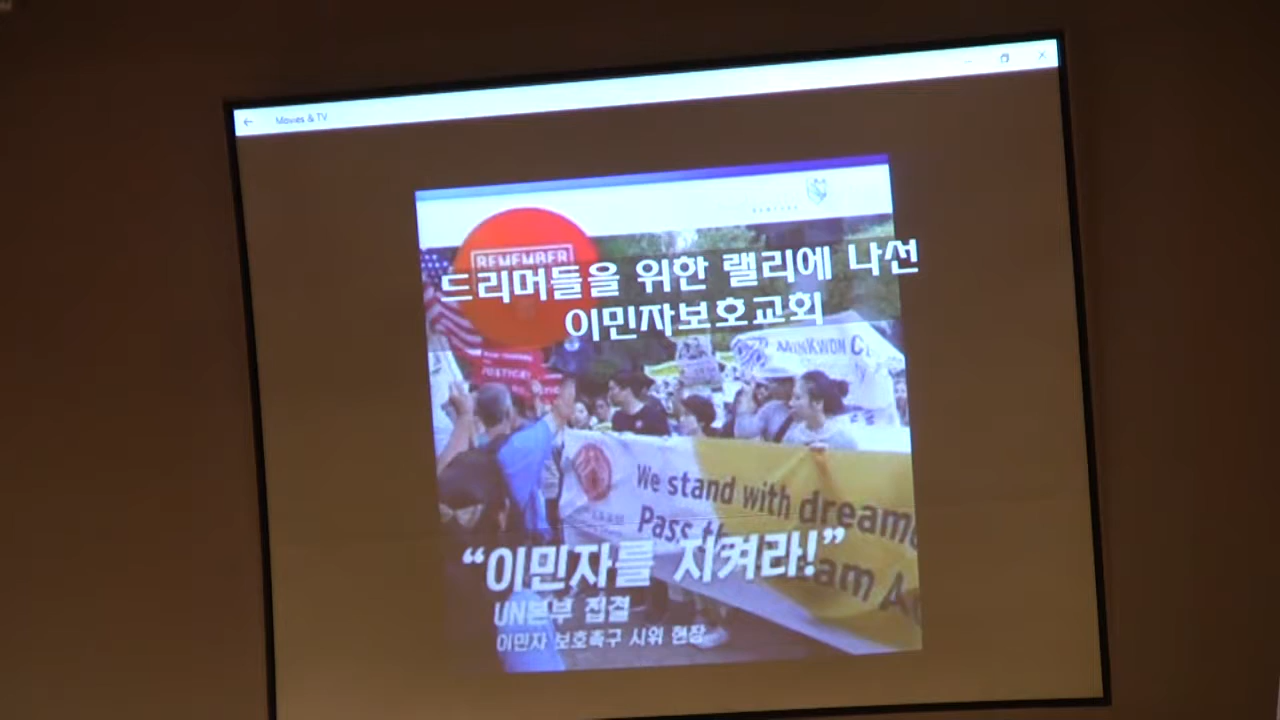 Movies & TV
REMEMBER
드리머들을 위한 랠리에 나선
이민자보호교회
JUSTICE!
MINKWON C
We stand with dream
Pass th
am A
“이민자를 지켜라!”
UN본부 집결
이민자 보호촉구 시위 현장